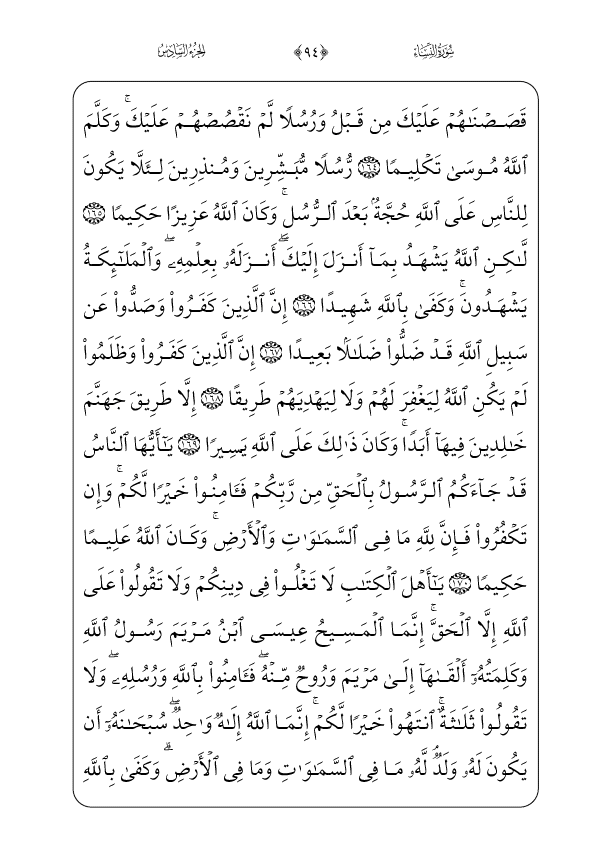 سُورَةُ النِّسَاء ﴿٩٤﴾ الجُزْءُ السَّادِسُ
قَصَصۡنَٰهُمۡ عَلَيۡكَ مِن قَبۡلُ وَرُسُلٗا لَّمۡ نَقۡصُصۡهُمۡ عَلَيۡكَۚ وَكَلَّمَ
ٱللَّهُ مُوسَىٰ تَكۡلِيمٗا ١٦٤ رُّسُلٗا مُّبَشِّرِينَ وَمُنذِرِينَ لِئَلَّا يَكُونَ
لِلنَّاسِ عَلَى ٱللَّهِ حُجَّةُۢ بَعۡدَ ٱلرُّسُلِۚ وَكَانَ ٱللَّهُ عَزِيزًا حَكِيمٗا ١٦٥
لَّٰكِنِ ٱللَّهُ يَشۡهَدُ بِمَآ أَنزَلَ إِلَيۡكَۖ أَنزَلَهُۥ بِعِلۡمِهِۦۖ وَٱلۡمَلَٰٓئِكَةُ
يَشۡهَدُونَۚ وَكَفَىٰ بِٱللَّهِ شَهِيدًا ١٦٦ إِنَّ ٱلَّذِينَ كَفَرُواْ وَصَدُّواْ عَن
سَبِيلِ ٱللَّهِ قَدۡ ضَلُّواْ ضَلَٰلَۢا بَعِيدًا ١٦٧ إِنَّ ٱلَّذِينَ كَفَرُواْ وَظَلَمُواْ
لَمۡ يَكُنِ ٱللَّهُ لِيَغۡفِرَ لَهُمۡ وَلَا لِيَهۡدِيَهُمۡ طَرِيقًا ١٦٨ إِلَّا طَرِيقَ جَهَنَّمَ
خَٰلِدِينَ فِيهَآ أَبَدٗاۚ وَكَانَ ذَٰلِكَ عَلَى ٱللَّهِ يَسِيرٗا ١٦٩ يَٰٓأَيُّهَا ٱلنَّاسُ
قَدۡ جَآءَكُمُ ٱلرَّسُولُ بِٱلۡحَقِّ مِن رَّبِّكُمۡ فَـَٔامِنُواْ خَيۡرٗا لَّكُمۡۚ وَإِن
تَكۡفُرُواْ فَإِنَّ لِلَّهِ مَا فِي ٱلسَّمَٰوَٰتِ وَٱلۡأَرۡضِۚ وَكَانَ ٱللَّهُ عَلِيمًا
حَكِيمٗا ١٧٠ يَٰٓأَهۡلَ ٱلۡكِتَٰبِ لَا تَغۡلُواْ فِي دِينِكُمۡ وَلَا تَقُولُواْ عَلَى
ٱللَّهِ إِلَّا ٱلۡحَقَّۚ إِنَّمَا ٱلۡمَسِيحُ عِيسَى ٱبۡنُ مَرۡيَمَ رَسُولُ ٱللَّهِ
وَكَلِمَتُهُۥٓ أَلۡقَىٰهَآ إِلَىٰ مَرۡيَمَ وَرُوحٞ مِّنۡهُۖ فَـَٔامِنُواْ بِٱللَّهِ وَرُسُلِهِۦۖ وَلَا
تَقُولُواْ ثَلَٰثَةٌۚ ٱنتَهُواْ خَيۡرٗا لَّكُمۡۚ إِنَّمَا ٱللَّهُ إِلَٰهٞ وَٰحِدٞۖ سُبۡحَٰنَهُۥٓ أَن
يَكُونَ لَهُۥ وَلَدٞۘ لَّهُۥ مَا فِي ٱلسَّمَٰوَٰتِ وَمَا فِي ٱلۡأَرۡضِۗ وَكَفَىٰ بِٱللَّهِ